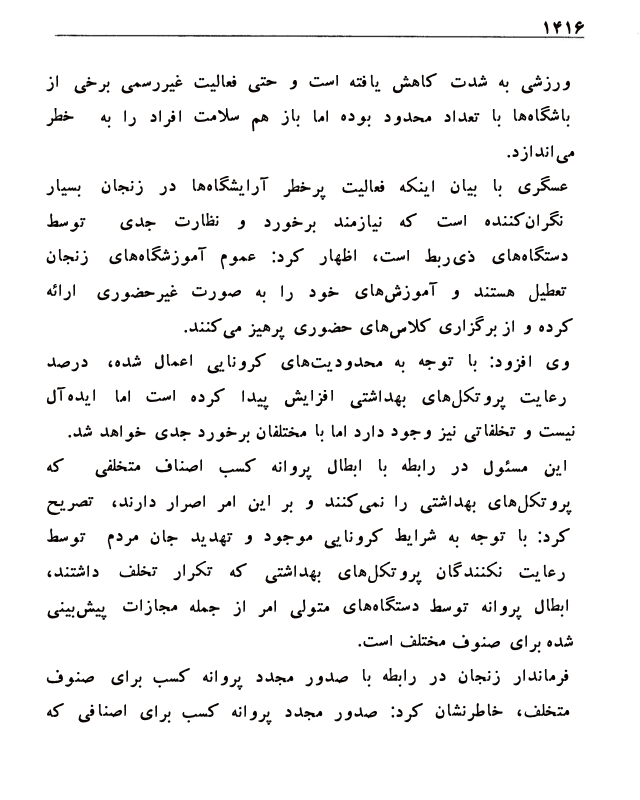 ۱۴۱۶
ورزشی به شدت کاهش یافته است و حتی فعالیت غیررسمی برخی از
باشگاه‌ها با تعداد محدود بوده اما باز هم سلامت افراد را به خطر
می‌اندازد.
عسگری با بیان اینکه فعالیت پرخطر آرایشگاه‌ها در زنجان بسیار
نگران‌کننده است که نیازمند برخورد و نظارت جدی توسط
دستگاه‌های ذی‌ربط است، اظهار کرد: عموم آموزشگاه‌های زنجان
تعطیل هستند و آموزش‌های خود را به صورت غیرحضوری ارائه
کرده و از برگزاری کلاس‌های حضوری پرهیز می‌کنند.
وی افزود: با توجه به محدودیت‌های کرونایی اعمال شده، درصد
رعایت پروتکل‌های بهداشتی افزایش پیدا کرده است اما ایده‌آل
نیست و تخلفاتی نیز وجود دارد اما با مختلفان برخورد جدی خواهد شد.
این مسئول در رابطه با ابطال پروانه کسب اصناف متخلفی که
پروتکل‌های بهداشتی را نمی‌کنند و بر این امر اصرار دارند، تصریح
کرد: با توجه به شرایط کرونایی موجود و تهدید جان مردم توسط
رعایت نکنندگان پروتکل‌های بهداشتی که تکرار تخلف داشتند،
ابطال پروانه توسط دستگاه‌های متولی امر از جمله مجازات پیش‌بینی
شده برای صنوف مختلف است.
فرماندار زنجان در رابطه با صدور مجدد پروانه کسب برای صنوف
متخلف، خاطرنشان کرد: صدور مجدد پروانه کسب برای اصنافی که